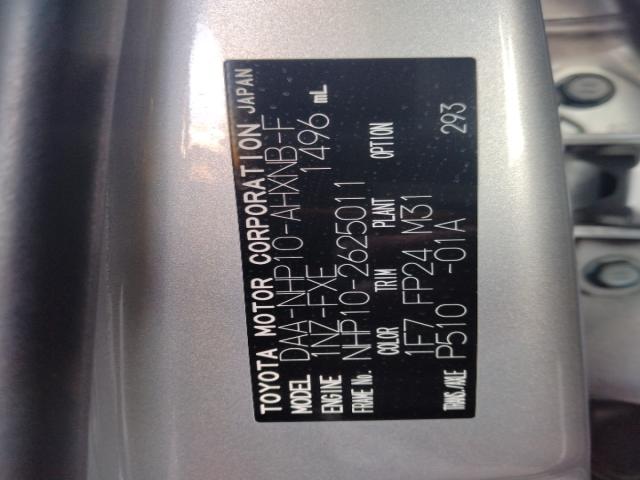 TOYOTA MOTOR CORPORATION JAPAN
MODEL DAA-NHP10-AHXNB-F
ENGINE 1NZ-FXE 1496 mL
FRAME No. NHP10-2625011
COLOR TRIM PLANT OPTION
1F7 FP24 M31
TRANS./AXLE P510 -01A 293